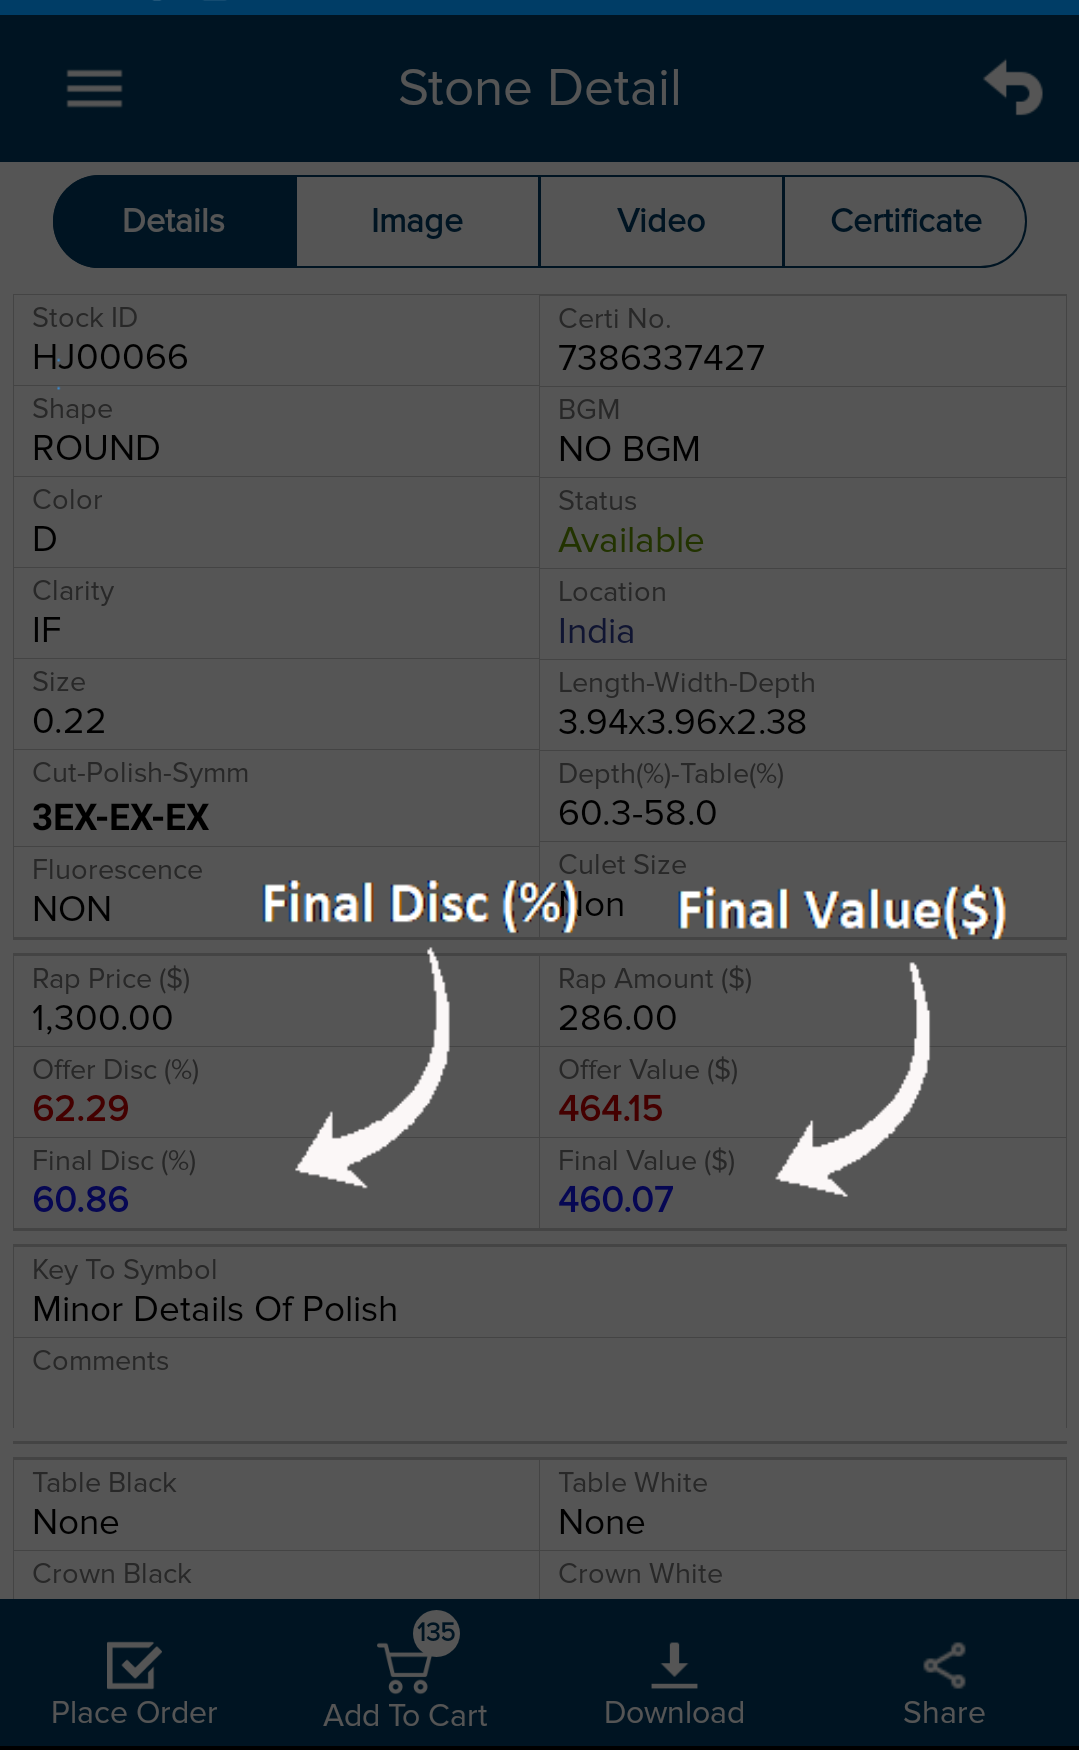 Stone Detail
Details Image Video Certificate
Stock ID
HJ00066
Certi No.
7386337427
Shape
ROUND
BGM
NO BGM
Color
D
Status
Available
Clarity
IF
Location
India
Size
0.22
Length-Width-Depth
3.94x3.96x2.38
Cut-Polish-Symm
3EX-EX-EX
Depth(%)-Table(%)
60.3-58.0
Fluorescence
NON
Culet Size
Non
Final Disc (%)
Final Value($)
Rap Price ($)
1,300.00
Rap Amount ($)
286.00
Offer Disc (%)
62.29
Offer Value ($)
464.15
Final Disc (%)
60.86
Final Value ($)
460.07
Key To Symbol
Minor Details Of Polish
Comments
Table Black
None
Table White
None
Crown Black
Crown White
135
Place Order
Add To Cart
Download
Share